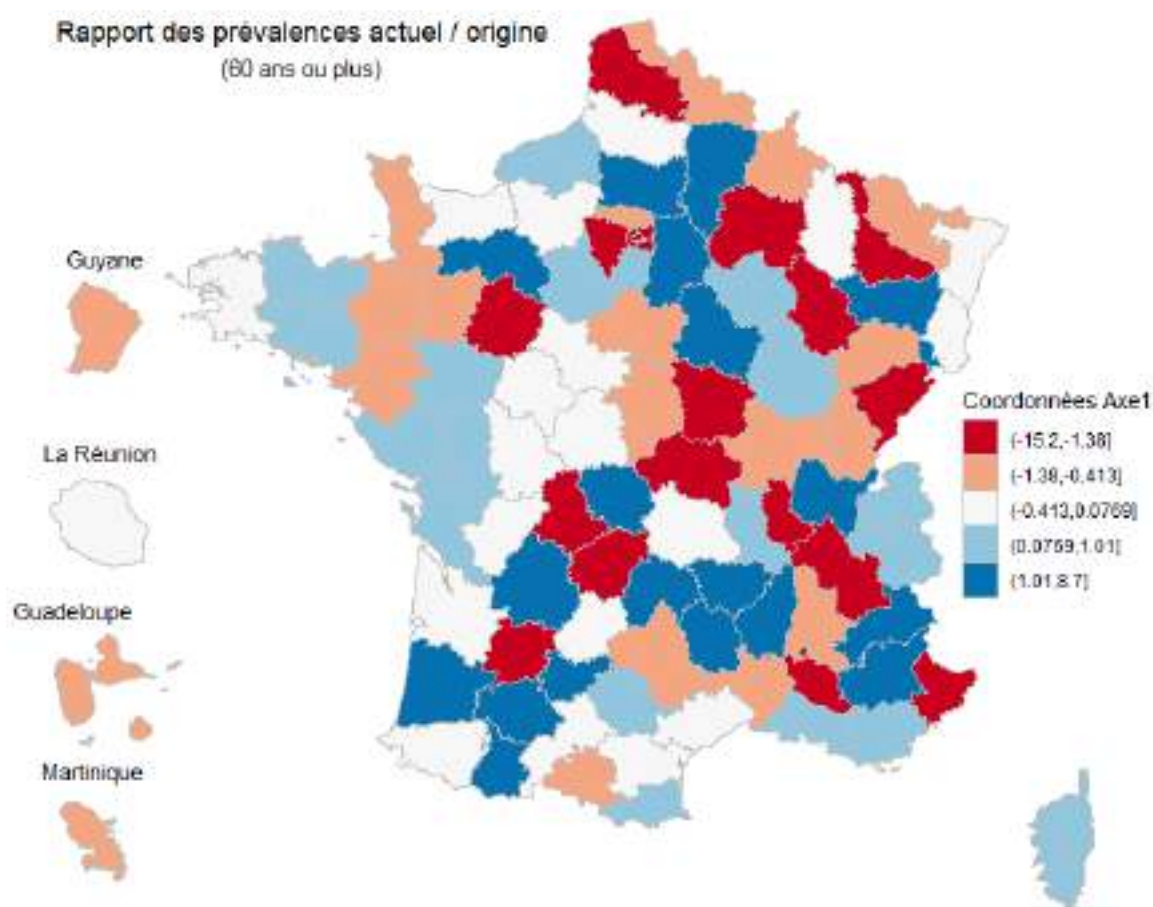 Rapport des prévalences actuel / origine
(60 ans ou plus)
Guyane
La Réunion
Guadeloupe
Martinique
Coordonnées Axe1
(-15.2,-1.38]
(-1.38,-0.413]
(-0.413,0.0769]
(0.0769,1.01]
(1.01,8.7]